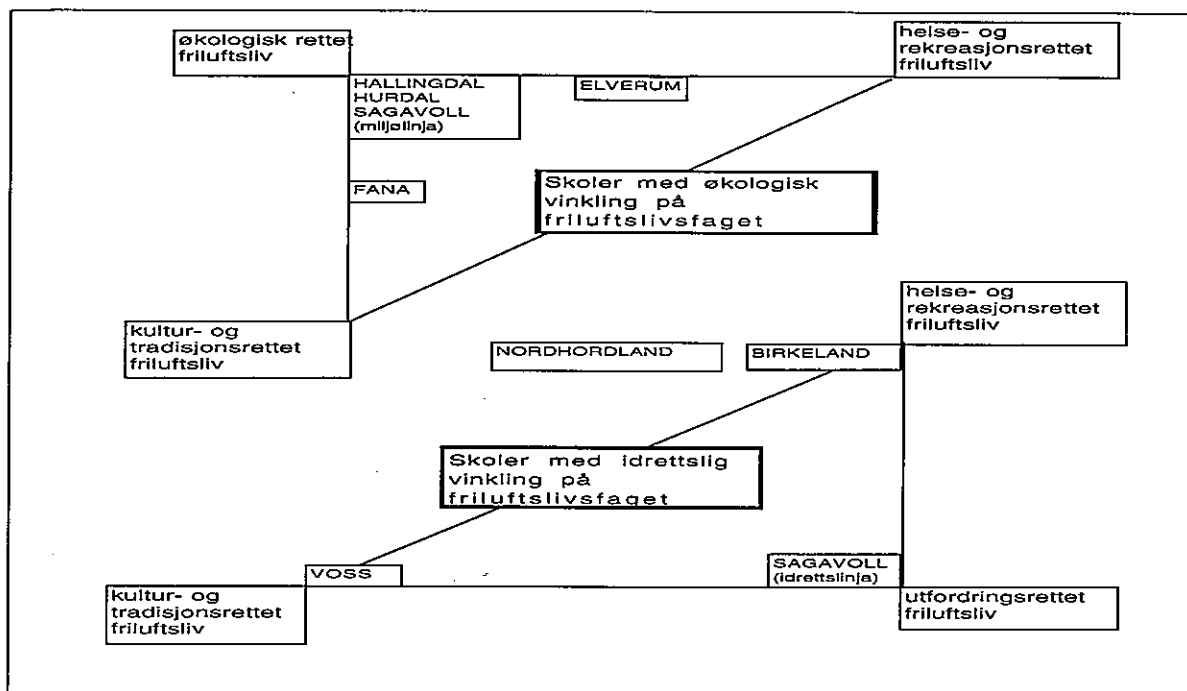 økologisk rettet
friluftsliv
helse- og
rekreasjonsrettet
friluftsliv
HALLINGDAL
HURDAL
SAGAVOLL
(miljølinja)
ELVERUM
FANA
Skoler med økologisk
vinkling på
friluftslivsfaget
kultur- og
tradisjonsrettet
friluftsliv
helse- og
rekreasjonsrettet
friluftsliv
NORDHORDLAND
BIRKELAND
Skoler med idrettslig
vinkling på
friluftslivsfaget
VOSS
SAGAVOLL
(idrettslinja)
kultur- og
tradisjonsrettet
friluftsliv
utfordringsrettet
friluftsliv